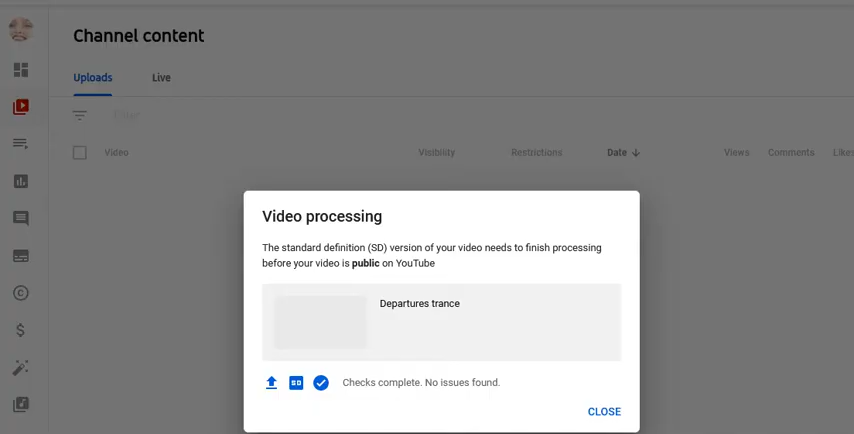 Channel content
Uploads Live
Filter
Video Visibility Restrictions Date Views Comments Likes
Video processing
The standard definition (SD) version of your video needs to finish processing
before your video is public on YouTube
Departures trance
SD Checks complete. No issues found.
CLOSE